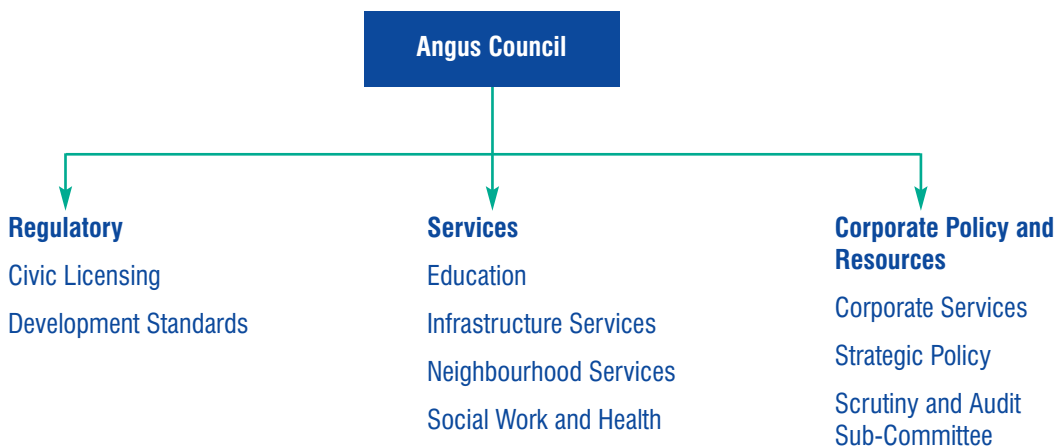 Angus Council
Regulatory
Civic Licensing
Development Standards
Services
Education
Infrastructure Services
Neighbourhood Services
Social Work and Health
Corporate Policy and
Resources
Corporate Services
Strategic Policy
Scrutiny and Audit
Sub-Committee